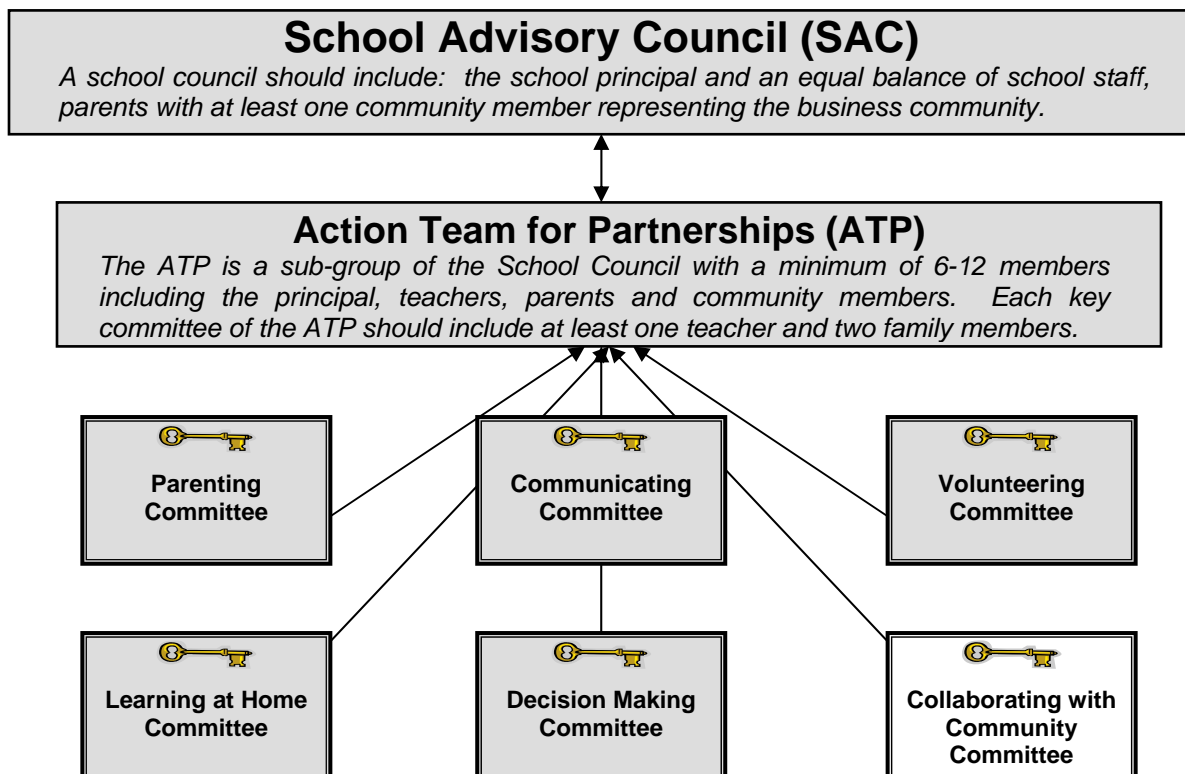 School Advisory Council (SAC)
A school council should include: the school principal and an equal balance of school staff,
parents with at least one community member representing the business community.
Action Team for Partnerships (ATP)
The ATP is a sub-group of the School Council with a minimum of 6-12 members
including the principal, teachers, parents and community members. Each key
committee of the ATP should include at least one teacher and two family members.
Parenting
Committee
Communicating
Committee
Volunteering
Committee
Learning at Home
Committee
Decision Making
Committee
Collaborating with
Community
Committee